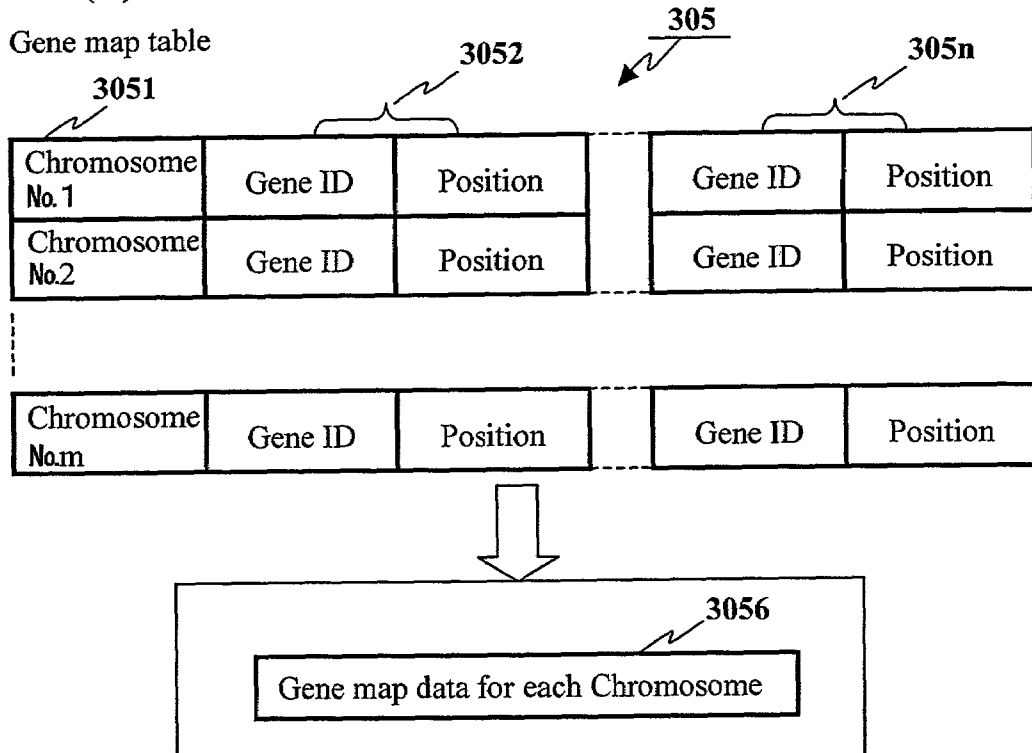 Gene map table
305
3051
3052
305n
Chromosome
No.1
Gene ID
Position
Gene ID
Position
Chromosome
No.2
Gene ID
Position
Gene ID
Position
Chromosome
No.m
Gene ID
Position
Gene ID
Position
3056
Gene map data for each Chromosome